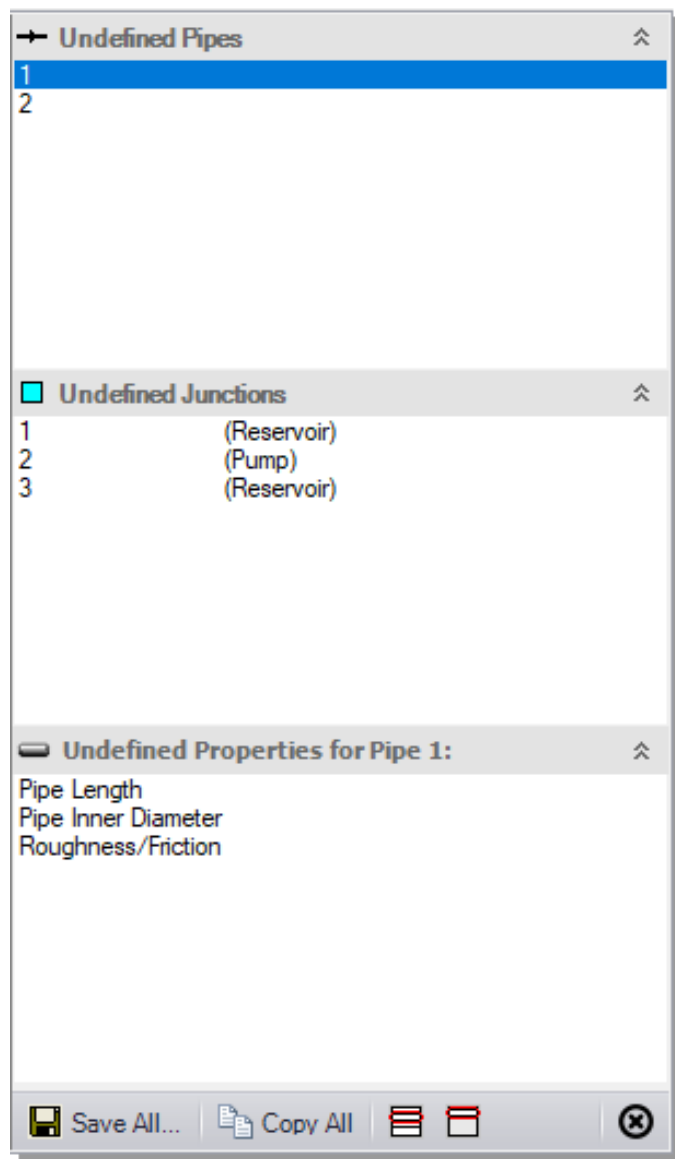 Undefined Pipes
1
2
Undefined Junctions
1 (Reservoir)
2 (Pump)
3 (Reservoir)
Undefined Properties for Pipe 1:
Pipe Length
Pipe Inner Diameter
Roughness/Friction
Save All... Copy All